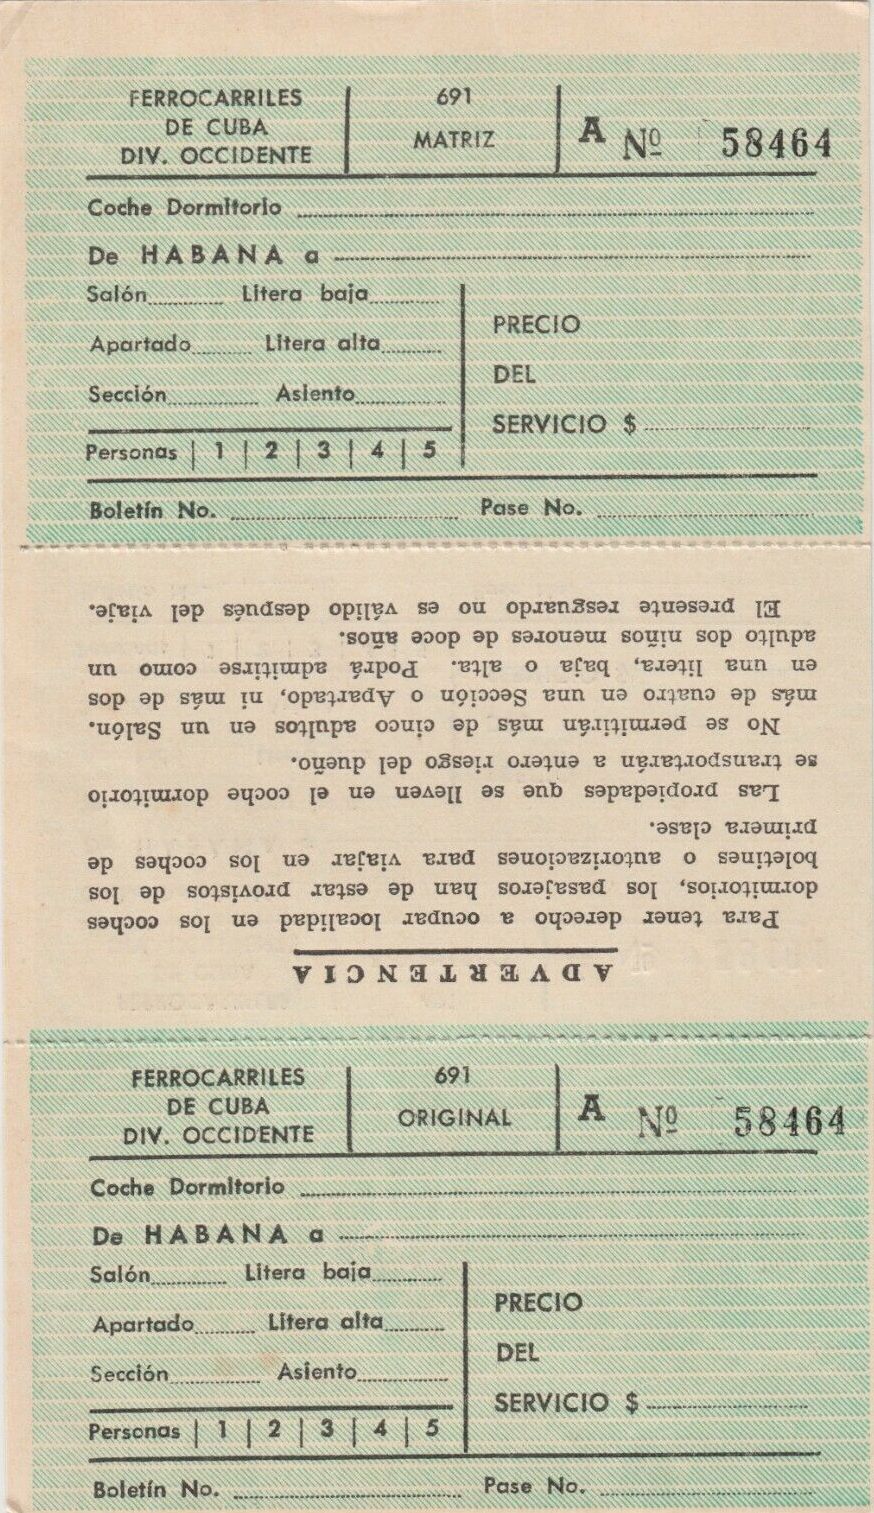 FERROCARRILES
DE CUBA
DIV. OCCIDENTE
691
MATRIZ
A Nº 58464
Coche Dormitorio
De HABANA a
Salón Litera baja
Apartado Litera alta
Sección Asiento
PRECIO
DEL
SERVICIO $
Personas | 1 | 2 | 3 | 4 | 5
Boletín No. Pase No.
ADVERTENCIA
Para tener derecho a ocupar localidad en los coches
dormitorios, los pasajeros han de estar provistos de los
boletines o autorizaciones para viajar en los coches de
primera clase.
Las propiedades que se lleven en el coche dormitorio
se transportarán a entero riesgo del dueño.
No se permitirán más de cinco adultos en un Salón.
más de cuatro en una Sección o Apartado, ni más de dos
en una litera, baja o alta. Podrá admitirse como un
adulto dos niños menores de doce años.
El presente resguardo no es válido después del viaje.
FERROCARRILES
DE CUBA
DIV. OCCIDENTE
691
ORIGINAL
A Nº 58464
Coche Dormitorio
De HABANA a
Salón Litera baja
Apartado Litera alta
Sección Asiento
PRECIO
DEL
SERVICIO $
Personas | 1 | 2 | 3 | 4 | 5
Boletín No. Pase No.